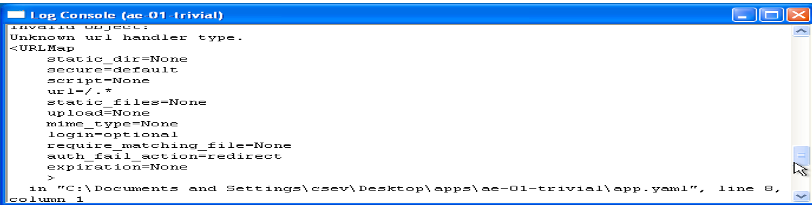 Log Console (ae-01-trivial)
Invalid object:
Unknown url handler type.
<URLMap
    static_dir=None
    secure=default
    script=None
    url=/.*
    static_files=None
    upload=None
    mime_type=None
    login=optional
    require_matching_file=None
    auth_fail_action=redirect
    expiration=None
    >
  in "C:\Documents and Settings\csev\Desktop\apps\ae-01-trivial\app.yaml", line 8,
column 1